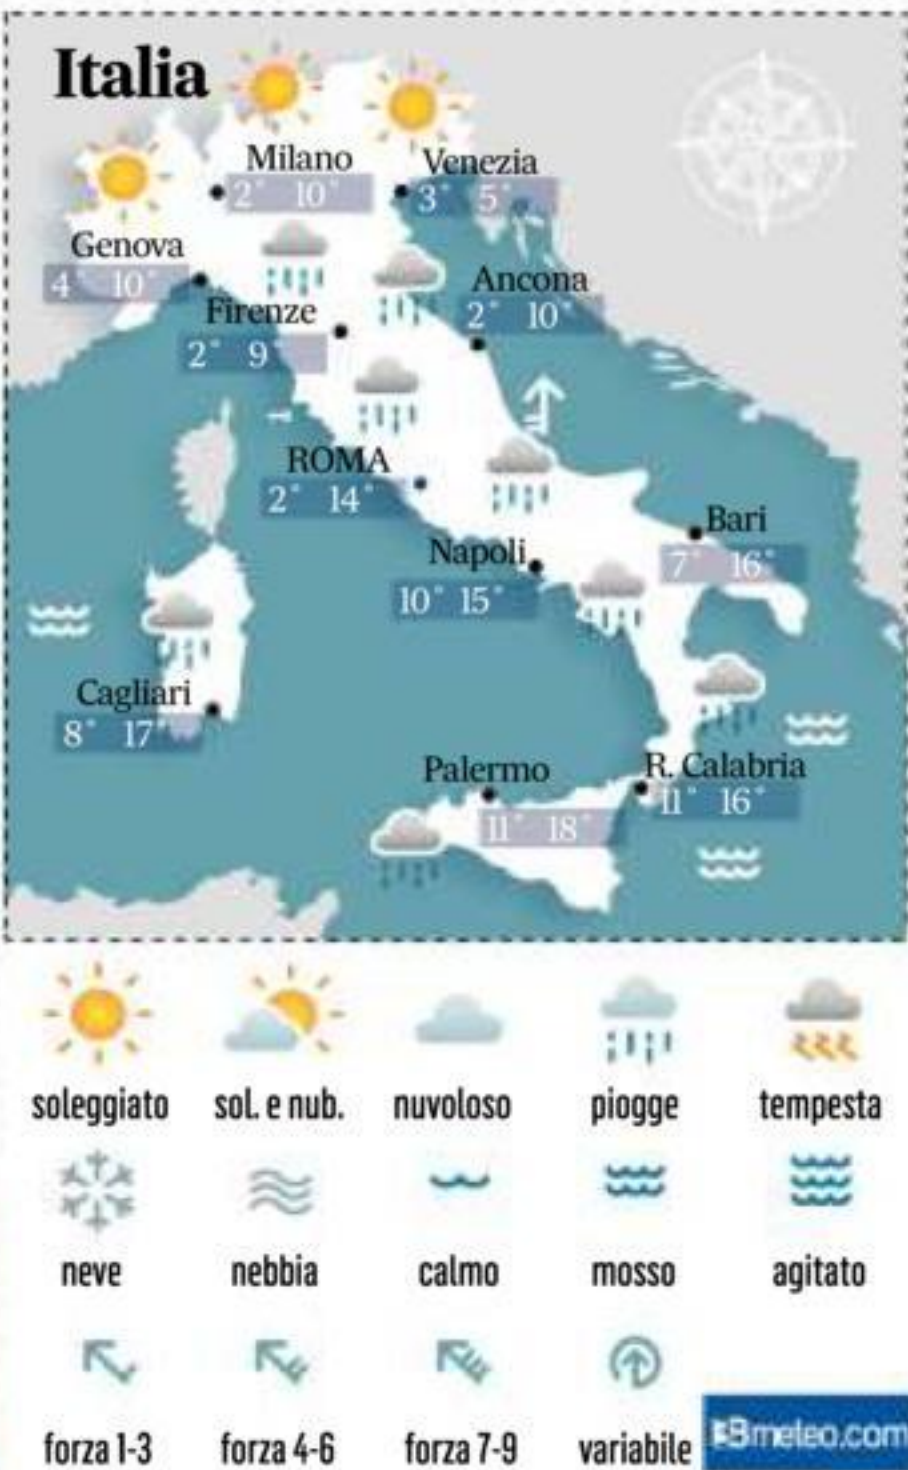 Italia
Milano
2° 10°
Venezia
3° 5°
Genova
4° 10°
Ancona
2° 10°
Firenze
2° 9°
ROMA
2° 14°
Bari
7° 16°
Napoli
10° 15°
Cagliari
8° 17°
Palermo
11° 18°
R. Calabria
11° 16°
soleggiato sol. e nub. nuvoloso piogge tempesta
neve nebbia calmo mosso agitato
forza 1-3 forza 4-6 forza 7-9 variabile
3Bmeteo.com